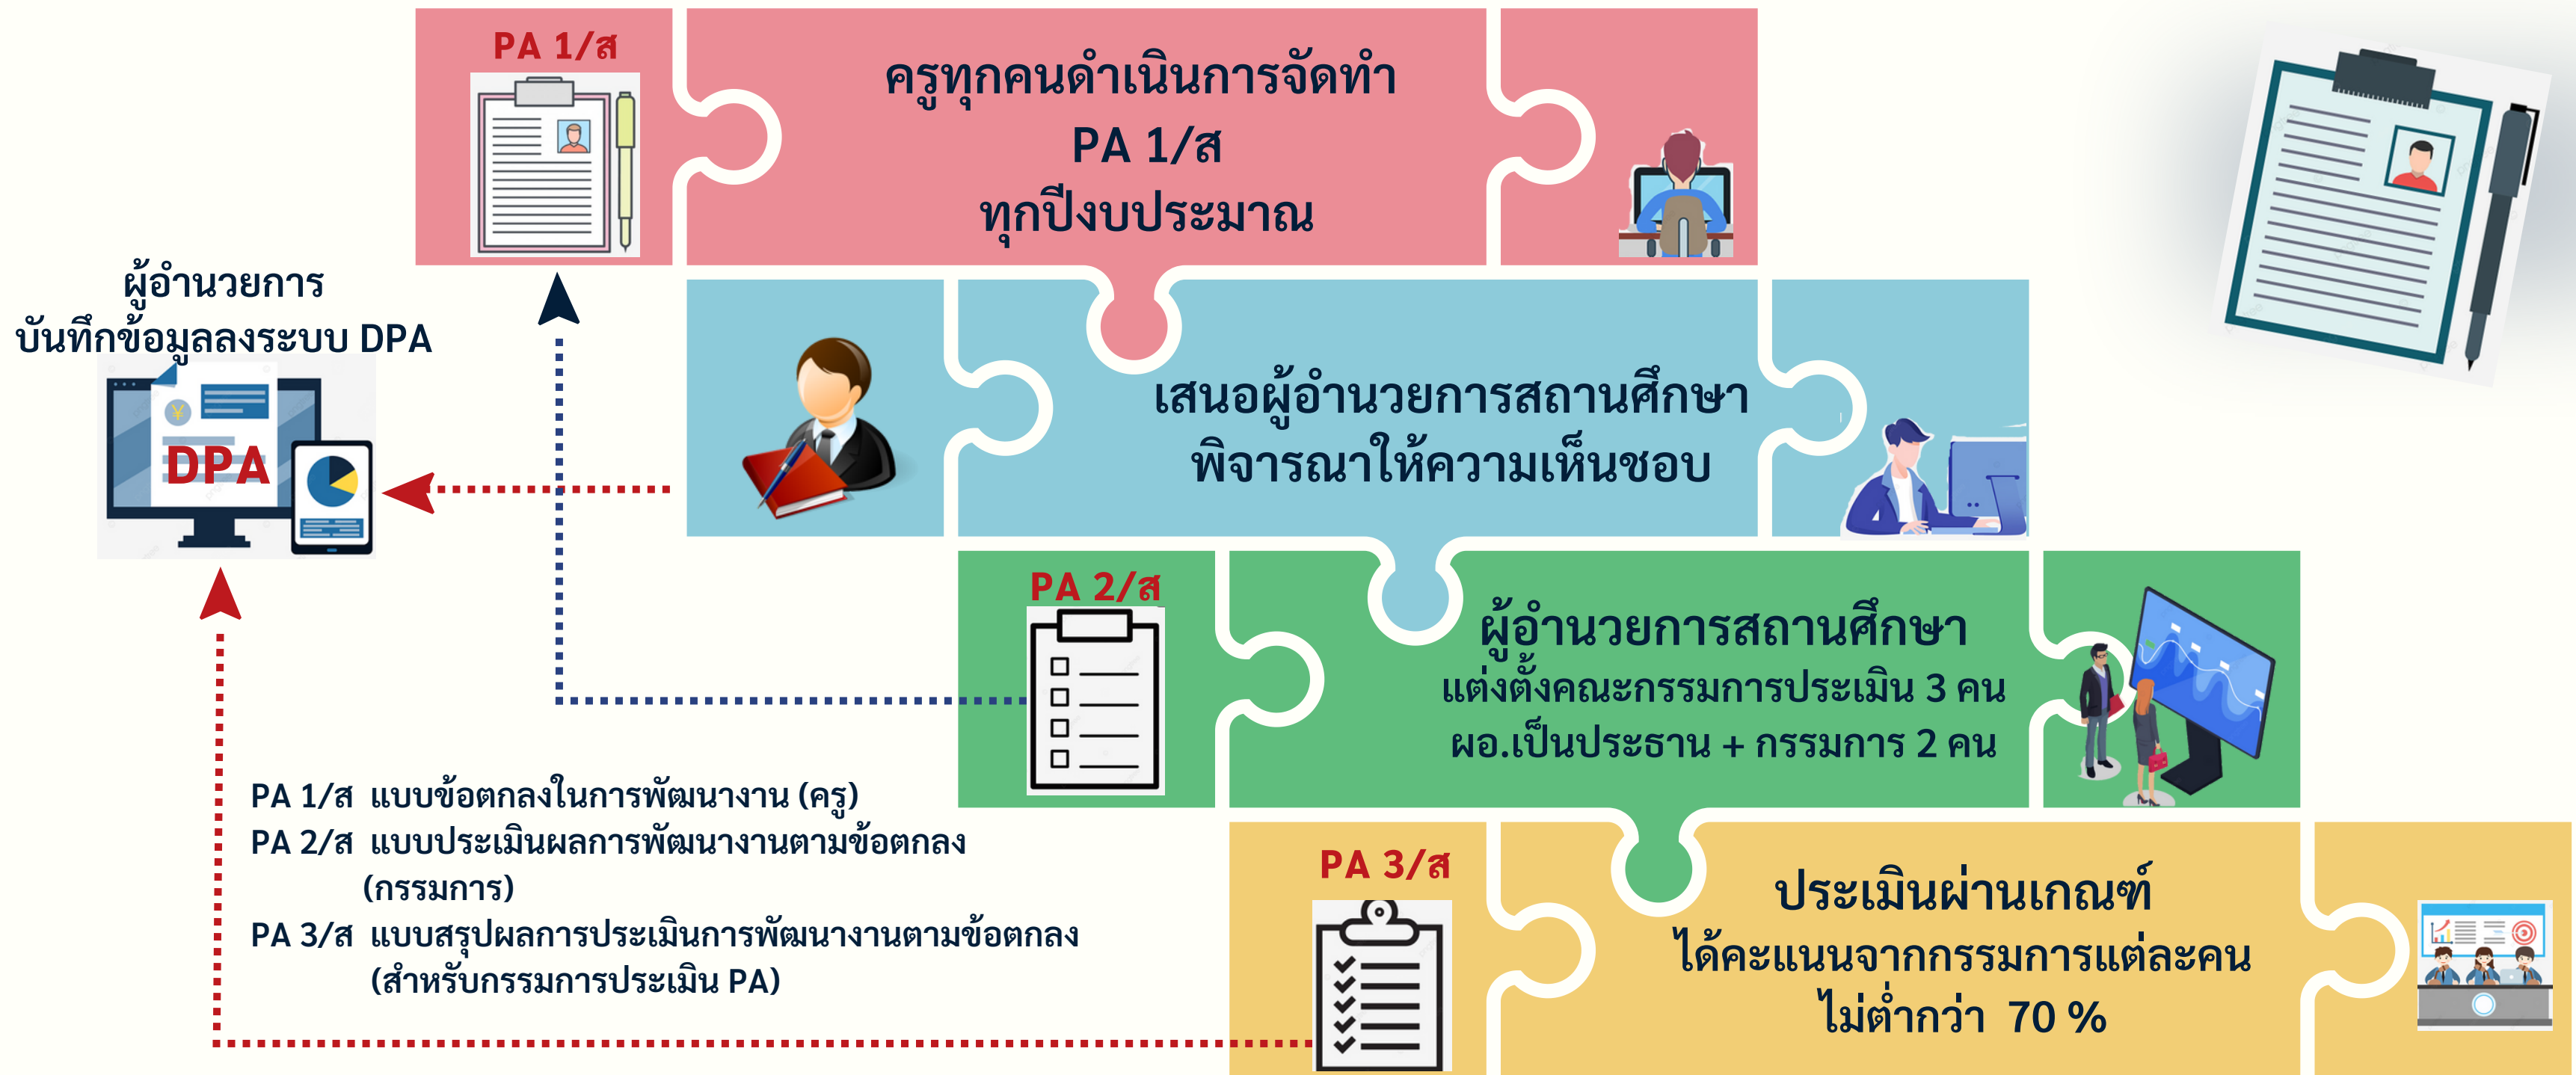 PA 1/ส
ครูทุกคนดำเนินการจัดทำ
PA 1/ส
ทุกปีงบประมาณ
ผู้อำนวยการ
บันทึกข้อมูลลงระบบ DPA
DPA
เสนอผู้อำนวยการสถานศึกษา
พิจารณาให้ความเห็นชอบ
PA 2/ส
ผู้อำนวยการสถานศึกษา
แต่งตั้งคณะกรรมการประเมิน 3 คน
ผอ.เป็นประธาน + กรรมการ 2 คน
PA 1/ส แบบข้อตกลงในการพัฒนางาน (ครู)
PA 2/ส แบบประเมินผลการพัฒนางานตามข้อตกลง
(กรรมการ)
PA 3/ส แบบสรุปผลการประเมินการพัฒนางานตามข้อตกลง
(สำหรับกรรมการประเมิน PA)
PA 3/ส
ประเมินผ่านเกณฑ์
ได้คะแนนจากกรรมการแต่ละคน
ไม่ต่ำกว่า 70 %